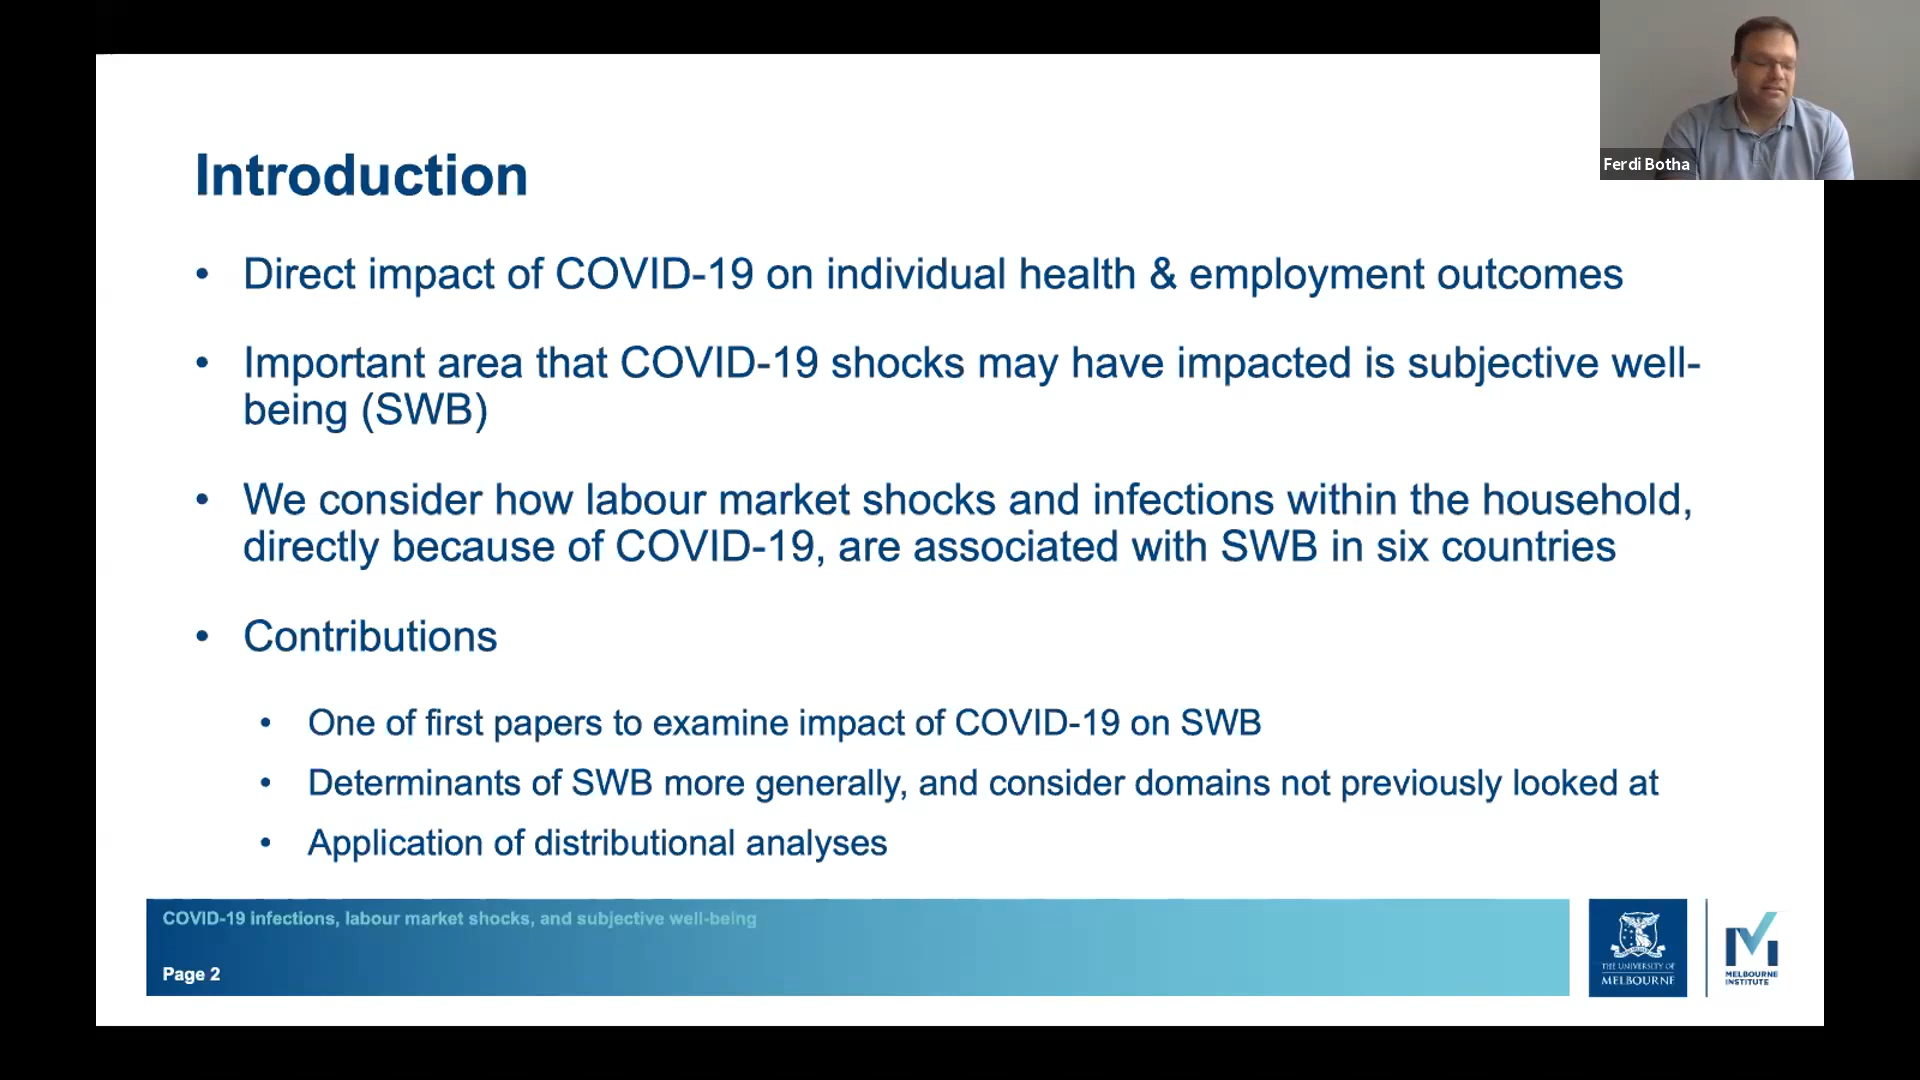 Ferdi Botha
Introduction
• Direct impact of COVID-19 on individual health & employment outcomes
• Important area that COVID-19 shocks may have impacted is subjective well-
being (SWB)
• We consider how labour market shocks and infections within the household,
directly because of COVID-19, are associated with SWB in six countries
• Contributions
• One of first papers to examine impact of COVID-19 on SWB
• Determinants of SWB more generally, and consider domains not previously looked at
• Application of distributional analyses
COVID-19 infections, labour market shocks, and subjective well-being
Page 2
THE UNIVERSITY OF
MELBOURNE
MELBOURNE
INSTITUTE